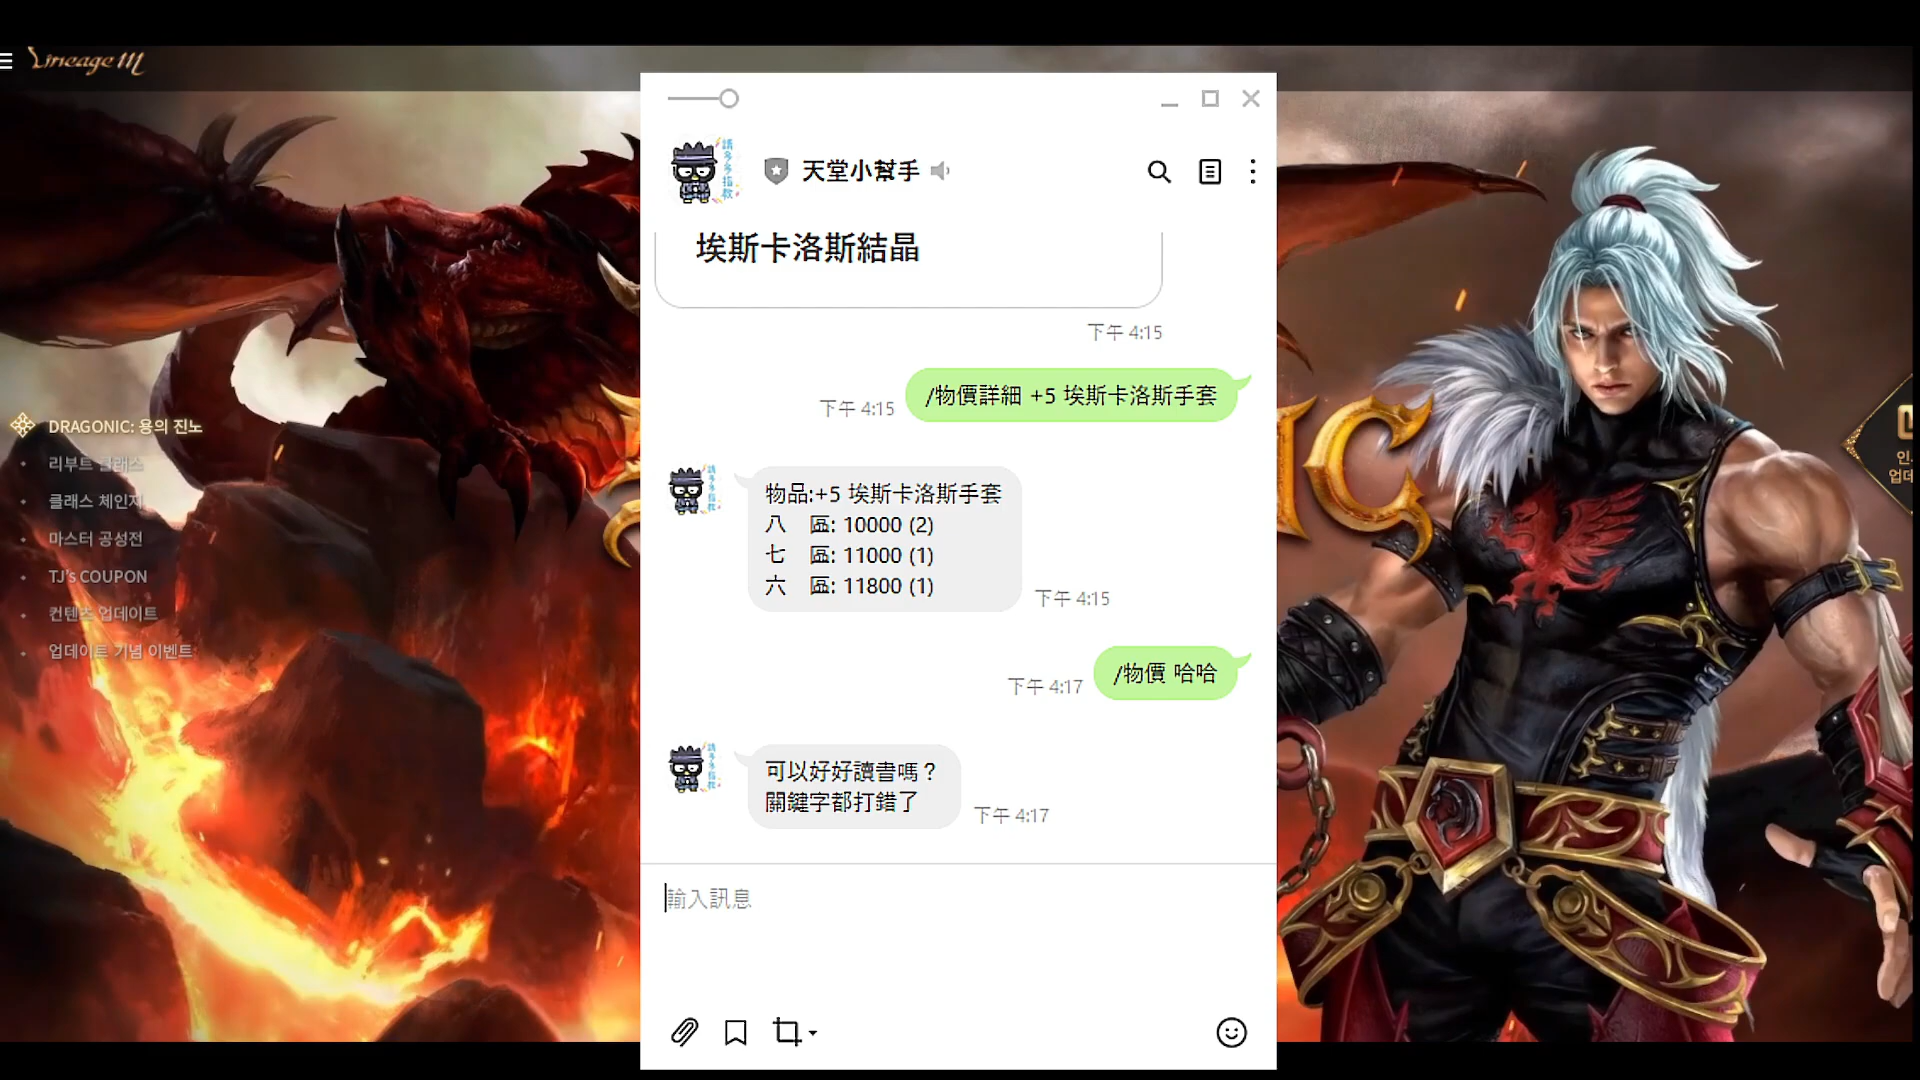 Lineage M
天堂小幫手
埃斯卡洛斯結晶
下午 4:15
/物價詳細 +5 埃斯卡洛斯手套
下午 4:15
物品:+5 埃斯卡洛斯手套
八 區: 10000 (2)
七 區: 11000 (1)
六 區: 11800 (1)
下午 4:15
/物價 哈哈
下午 4:17
可以好好讀書嗎？
關鍵字都打錯了
下午 4:17
輸入訊息
DRAGONIC: 용의 진노
리부트 클래스
클래스 체인지
마스터 공성전
TJ's COUPON
컨텐츠 업데이트
업데이트 기념 이벤트
IC
請多多指教